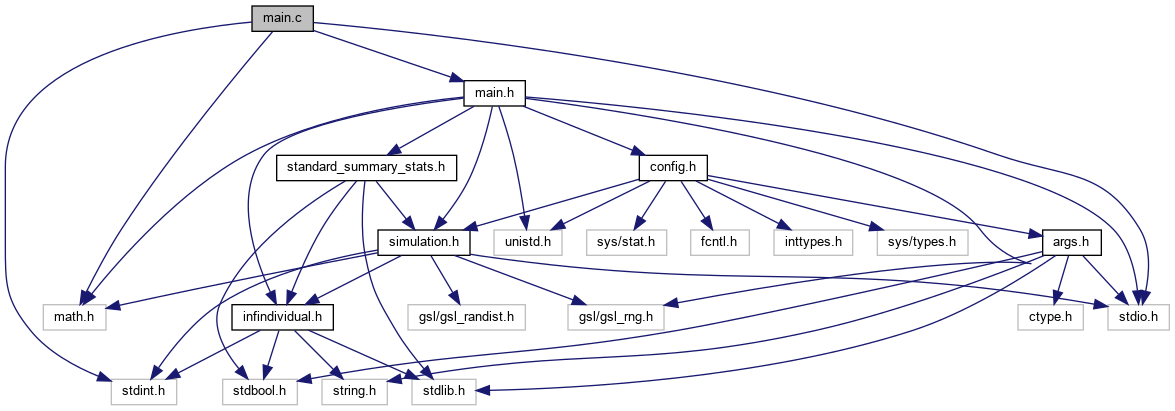 main.c
main.h
standard_summary_stats.h
config.h
simulation.h
unistd.h
sys/stat.h
fcntl.h
inttypes.h
sys/types.h
args.h
math.h
infindividual.h
gsl/gsl_randist.h
gsl/gsl_rng.h
ctype.h
stdio.h
stdint.h
stdbool.h
string.h
stdlib.h